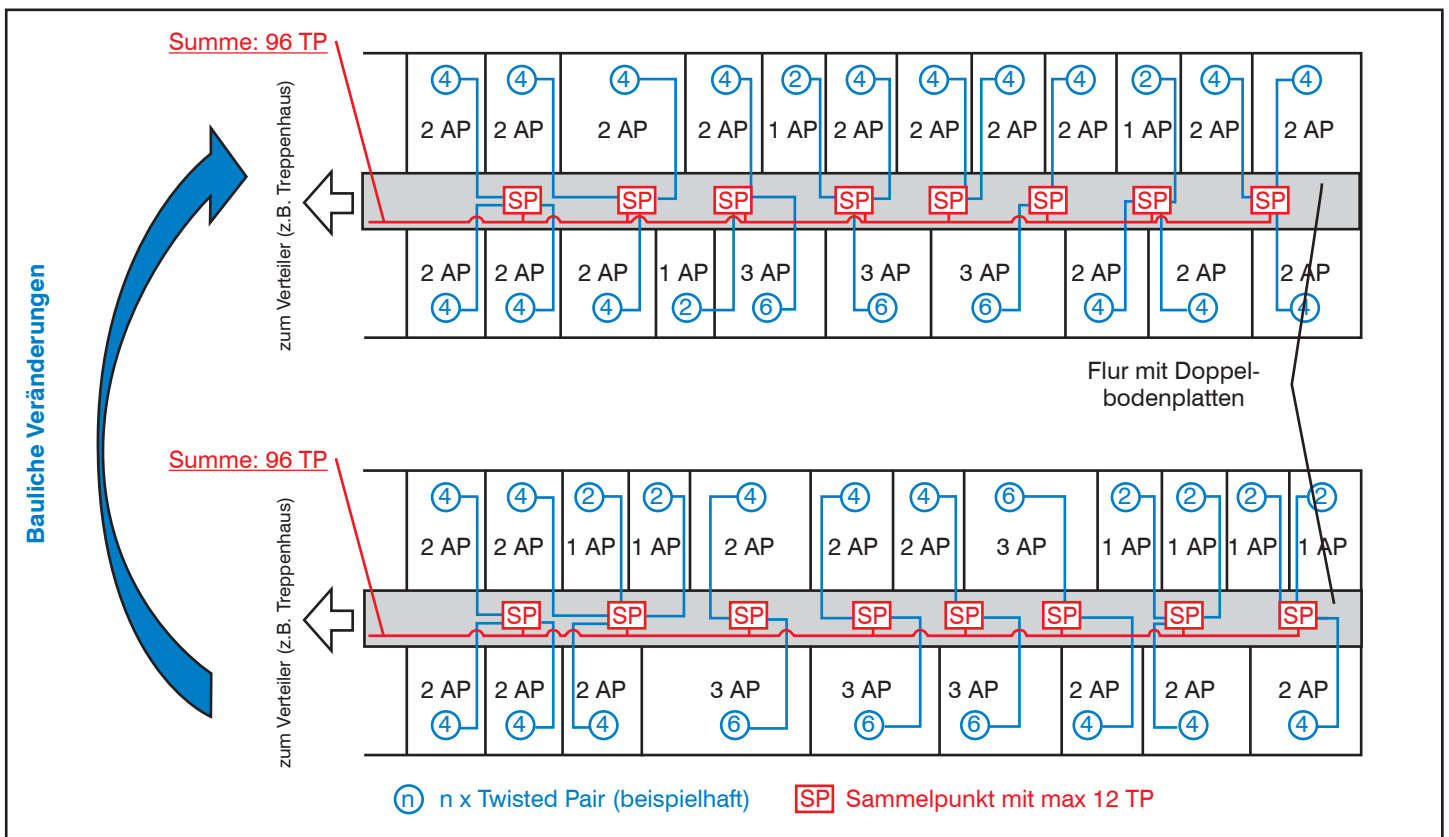 Bauliche Veränderungen
Summe: 96 TP
zum Verteiler (z.B. Treppenhaus)
4 4 4 4 2 4 4 4 4 2 4 4
2 AP 2 AP 2 AP 2 AP 1 AP 2 AP 2 AP 2 AP 2 AP 1 AP 2 AP 2 AP
SP SP SP SP SP SP SP SP
2 AP 2 AP 2 AP 1 AP 3 AP 3 AP 3 AP 2 AP 2 AP 2 AP
4 4 4 2 6 6 6 4 4 4
Flur mit Doppel-
bodenplatten
Summe: 96 TP
zum Verteiler (z.B. Treppenhaus)
4 4 2 2 4 4 4 6 2 2 2 2
2 AP 2 AP 1 AP 1 AP 2 AP 2 AP 2 AP 3 AP 1 AP 1 AP 1 AP 1 AP
SP SP SP SP SP SP SP SP
2 AP 2 AP 2 AP 3 AP 3 AP 3 AP 2 AP 2 AP 2 AP
4 4 4 6 6 6 4 4 4
n n x Twisted Pair (beispielhaft) SP Sammelpunkt mit max 12 TP